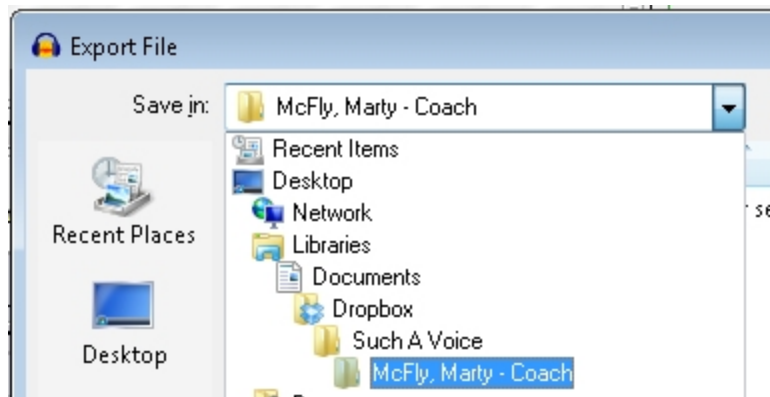 Export File
Save in:
McFly, Marty - Coach
Recent Items
Desktop
Network
Libraries
Documents
Dropbox
Such A Voice
McFly, Marty - Coach
Recent Places
Desktop